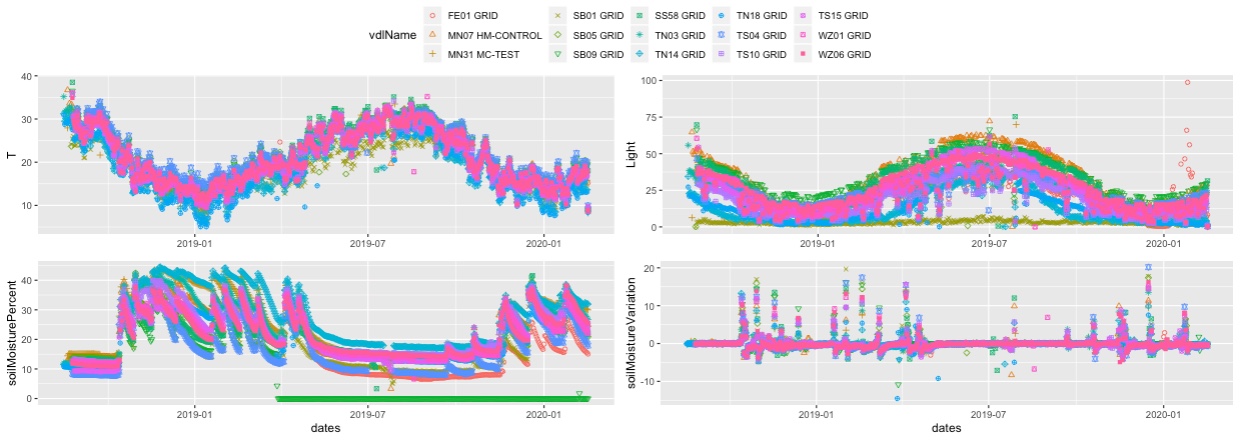 FE01 GRID SB01 GRID SS58 GRID TN18 GRID TS15 GRID
vdlName MN07 HM-CONTROL SB05 GRID TN03 GRID TS04 GRID WZ01 GRID
MN31 MC-TEST SB09 GRID TN14 GRID TS10 GRID WZ06 GRID
T
40
30
20
10
2019-01 2019-07 2020-01
Light
100
75
50
25
0
2019-01 2019-07 2020-01
soilMoisturePercent
40
30
20
10
0
2019-01 2019-07 2020-01
dates
soilMoistureVariation
20
10
0
-10
2019-01 2019-07 2020-01
dates